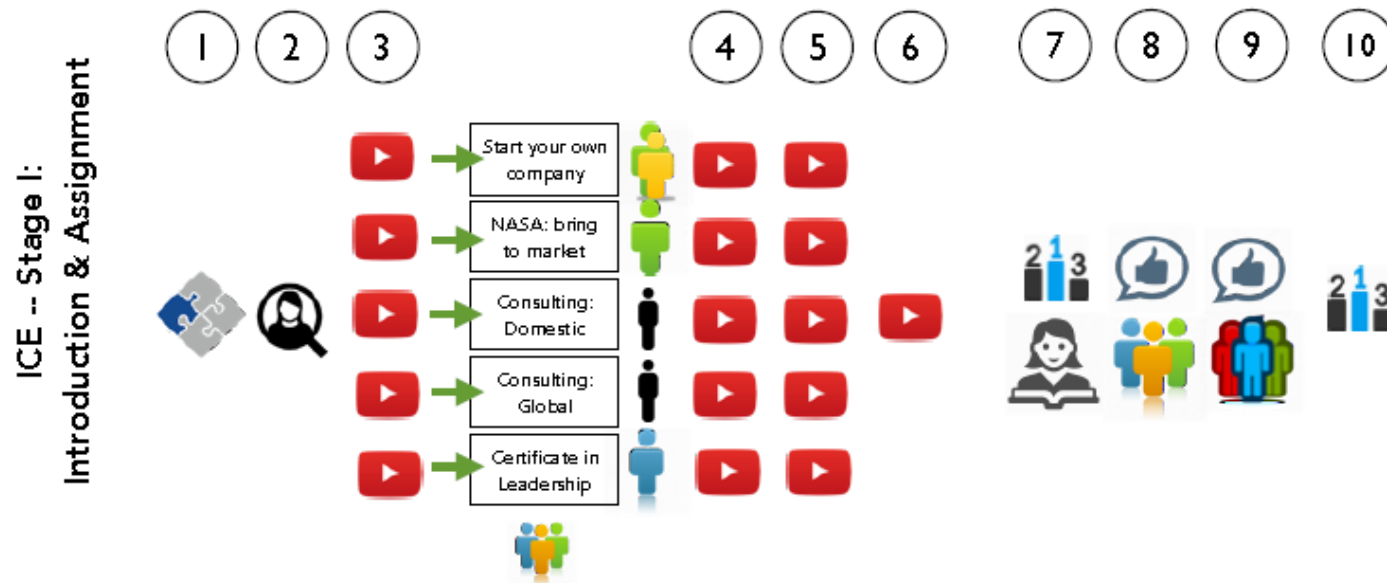 ICE -- Stage I:
Introduction & Assignment
1 2 3 4 5 6 7 8 9 10
Start your own
company
NASA: bring
to market
Consulting:
Domestic
Consulting:
Global
Certificate in
Leadership
2 1 3
2 1 3